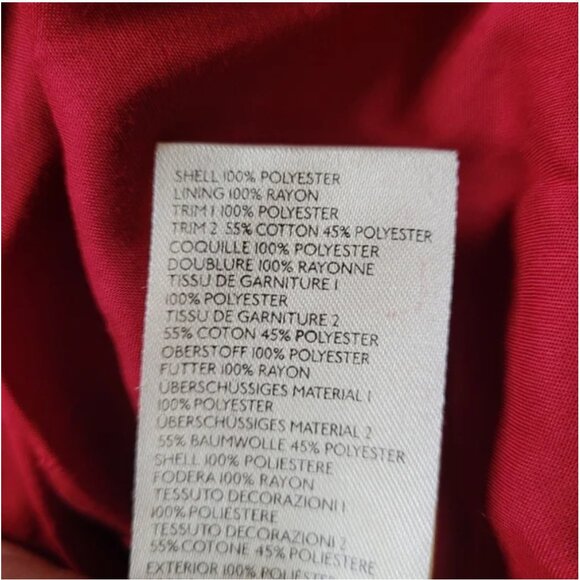 SHELL 100% POLYESTER
LINING 100% RAYON
TRIM 1 100% POLYESTER
TRIM 2 55% COTTON 45% POLYESTER
COQUILLE 100% POLYESTER
DOUBLURE 100% RAYONNE
TISSU DE GARNITURE 1
100% POLYESTER
TISSU DE GARNITURE 2
55% COTON 45% POLYESTER
OBERSTOFF 100% POLYESTER
FUTTER 100% RAYON
ÜBERSCHÜSSIGES MATERIAL 1
100% POLYESTER
ÜBERSCHÜSSIGES MATERIAL 2
55% BAUMWOLLE 45% POLYESTER
SHELL 100% POLIESTERE
FODERA 100% RAYON
TESSUTO DECORAZIONI 1
100% POLIESTERE
TESSUTO DECORAZIONI 2
55% COTONE 45% POLIESTERE
EXTERIOR 100% POLIESTER